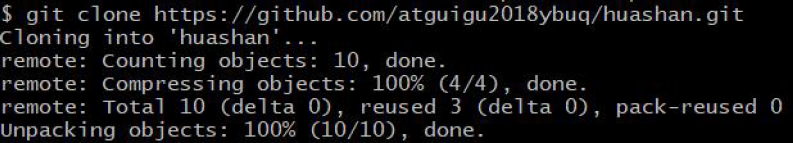 $ git clone https://github.com/atguigu2018ybuq/huashan.git
Cloning into 'huashan'...
remote: Counting objects: 10, done.
remote: Compressing objects: 100% (4/4), done.
remote: Total 10 (delta 0), reused 3 (delta 0), pack-reused 0
Unpacking objects: 100% (10/10), done.